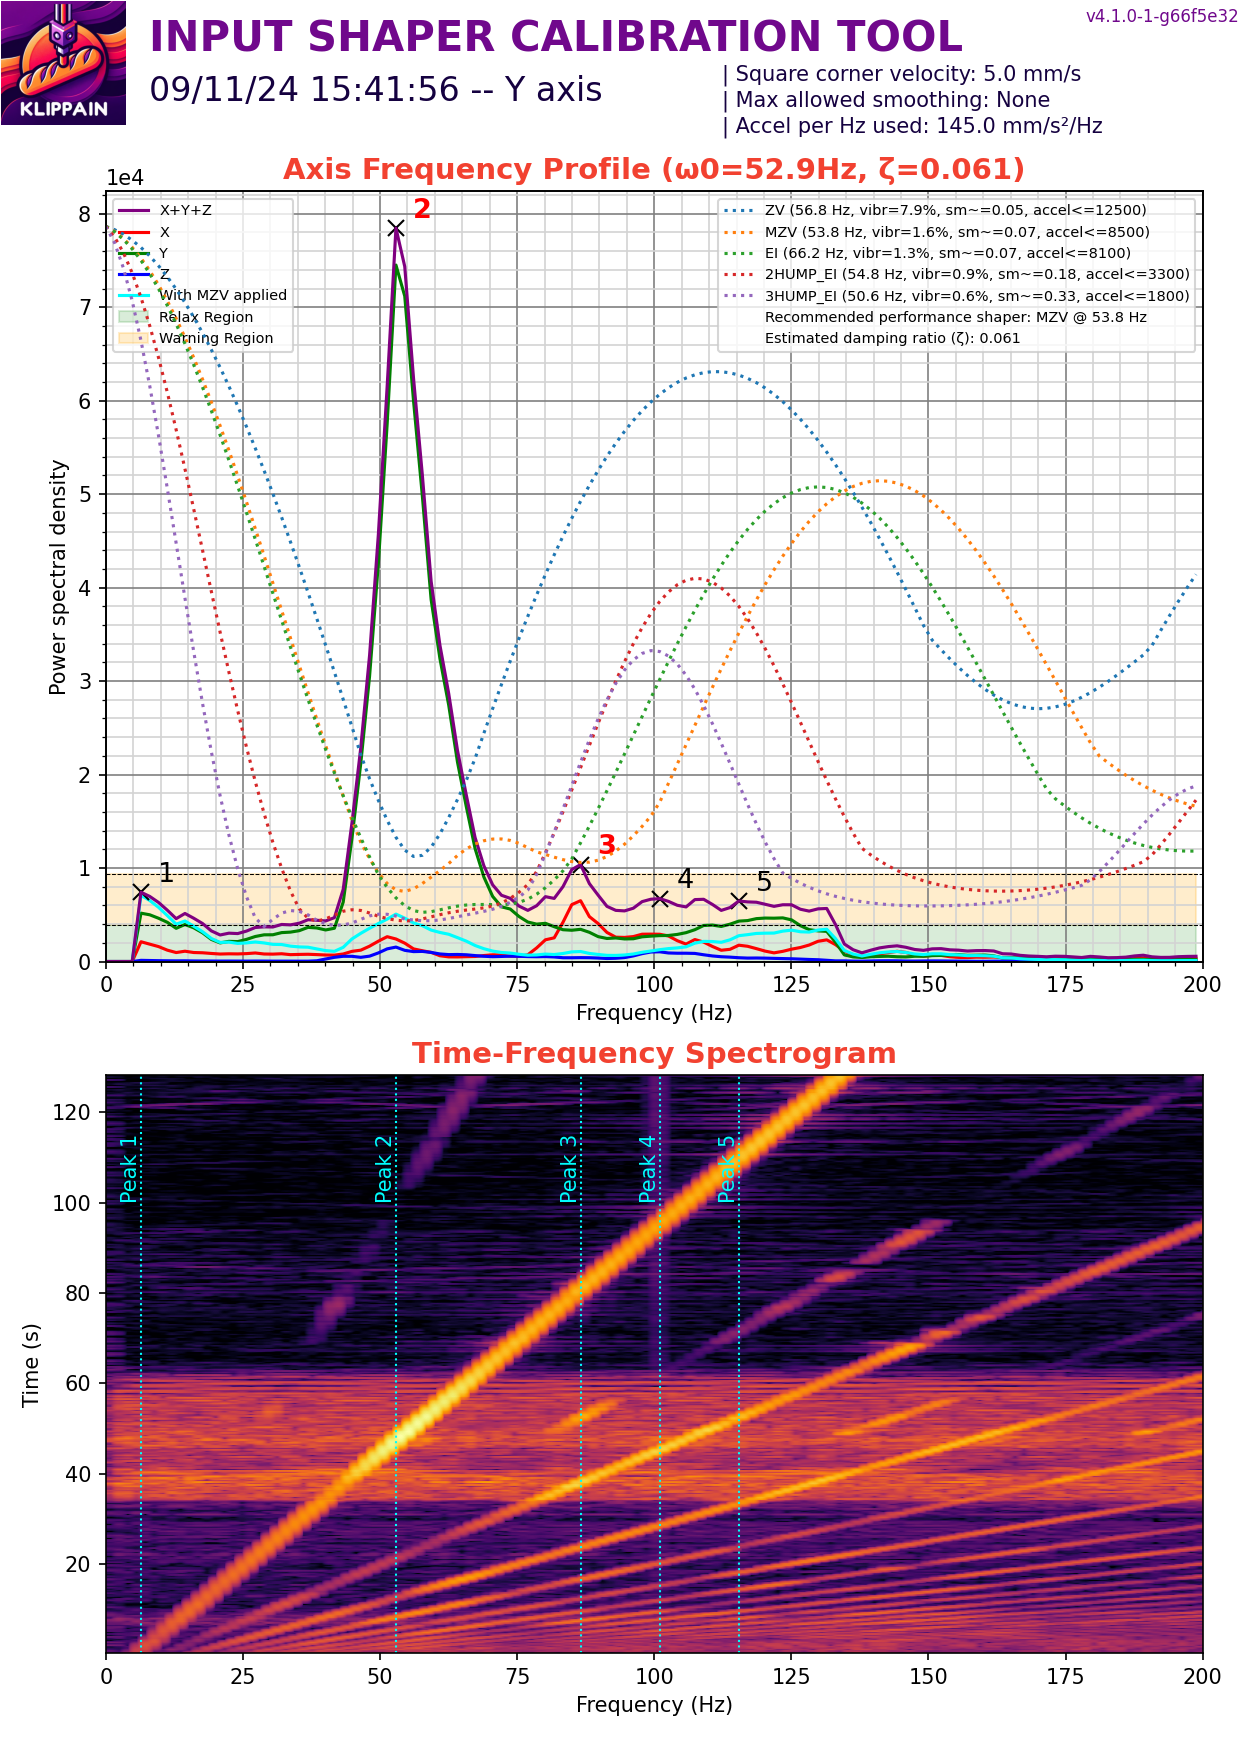 v4.1.0-1-g66f5e32
INPUT SHAPER CALIBRATION TOOL
09/11/24 15:41:56 -- Y axis
| Square corner velocity: 5.0 mm/s
| Max allowed smoothing: None
| Accel per Hz used: 145.0 mm/s²/Hz
KLIPPAIN
Axis Frequency Profile (ω0=52.9Hz, ζ=0.061)
1e4
X+Y+Z
X
Y
Z
With MZV applied
Relax Region
Warning Region
ZV (56.8 Hz, vibr=7.9%, sm~=0.05, accel<=12500)
MZV (53.8 Hz, vibr=1.6%, sm~=0.07, accel<=8500)
EI (66.2 Hz, vibr=1.3%, sm~=0.07, accel<=8100)
2HUMP_EI (54.8 Hz, vibr=0.9%, sm~=0.18, accel<=3300)
3HUMP_EI (50.6 Hz, vibr=0.6%, sm~=0.33, accel<=1800)
Recommended performance shaper: MZV @ 53.8 Hz
Estimated damping ratio (ζ): 0.061
Power spectral density
8
7
6
5
4
3
2
1
0
1
2
3
4
5
0 25 50 75 100 125 150 175 200
Frequency (Hz)
Time-Frequency Spectrogram
Time (s)
120
100
80
60
40
20
Peak 1
Peak 2
Peak 3
Peak 4
Peak 5
0 25 50 75 100 125 150 175 200
Frequency (Hz)